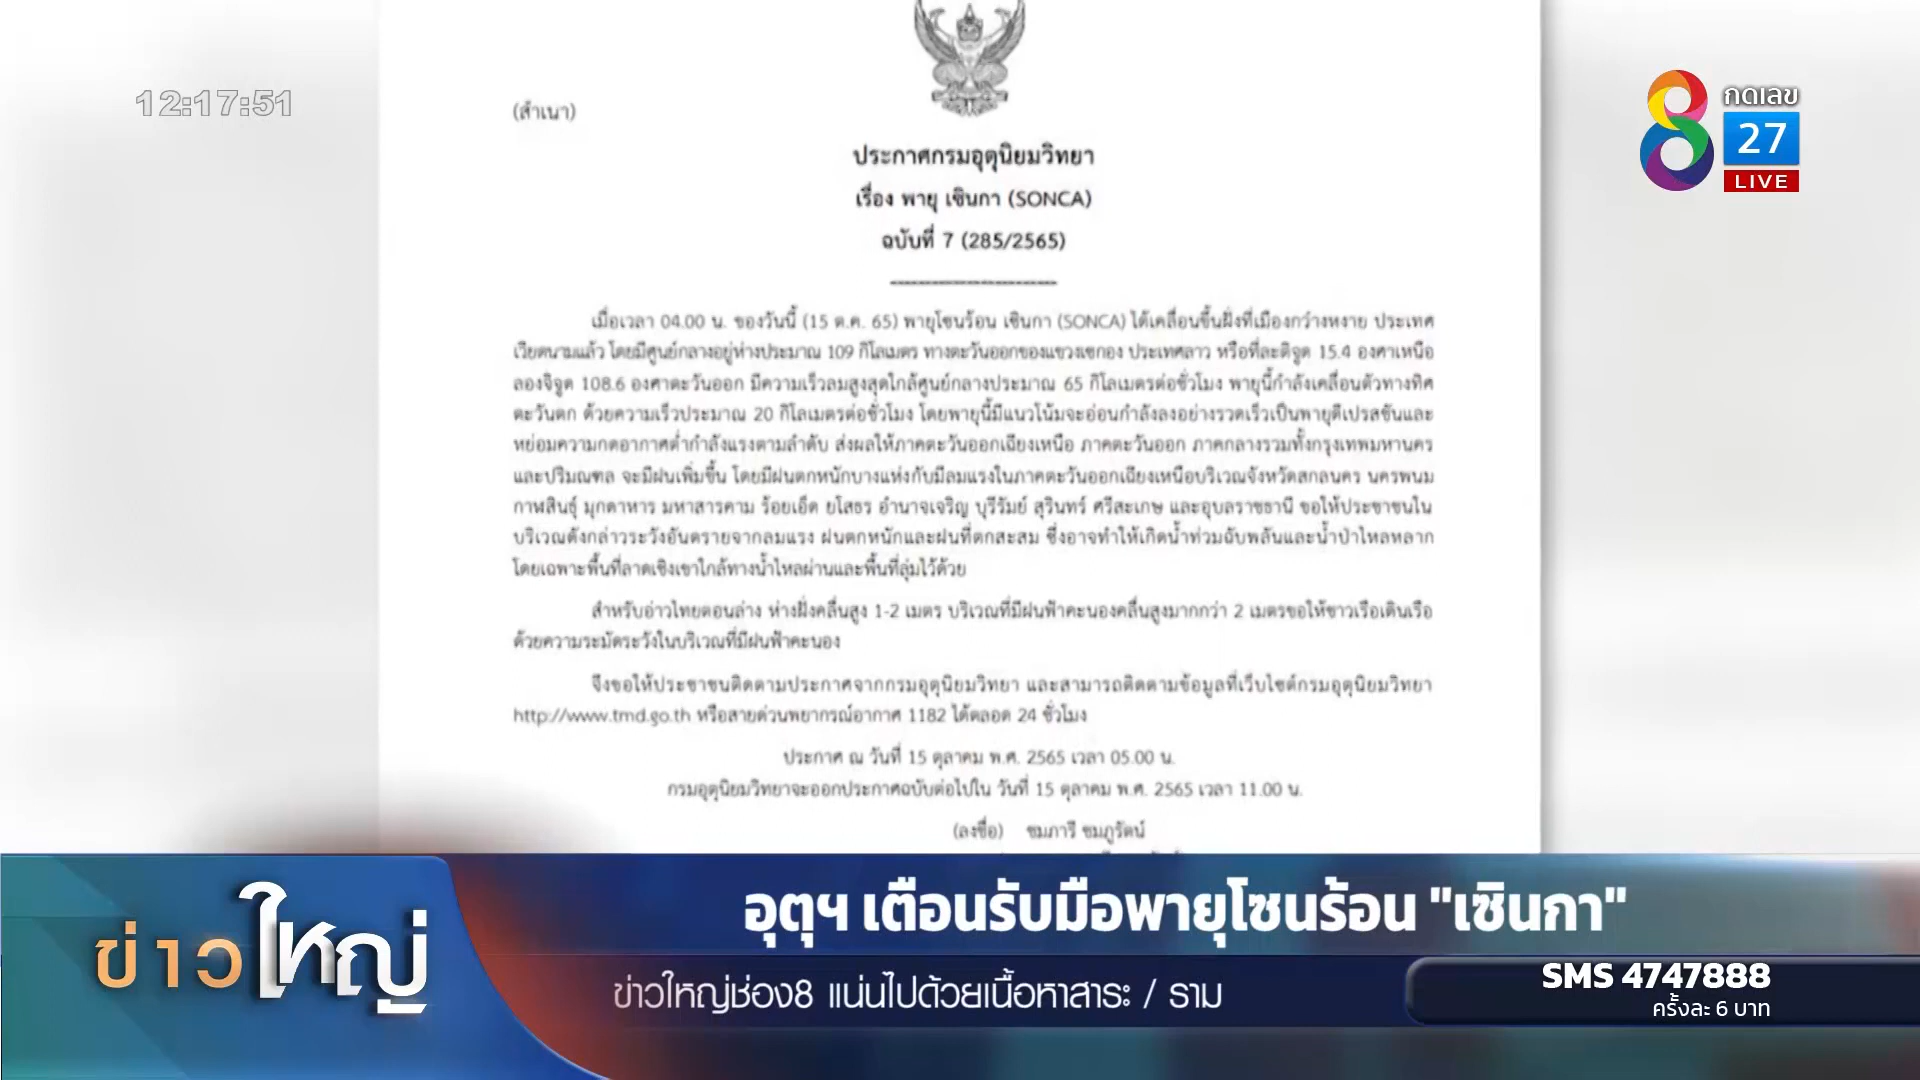 12:17:51
กดเลข
8
27
LIVE
(สำเนา)
ประกาศกรมอุตุนิยมวิทยา
เรื่อง พายุ เซินกา (SONCA)
ฉบับที่ 7 (285/2565)
------------------------
เมื่อเวลา 04.00 น. ของวันนี้ (15 ต.ค. 65) พายุโซนร้อน เซินกา (SONCA) ได้เคลื่อนขึ้นฝั่งที่เมืองกว๋างหงาย ประเทศ
เวียดนามแล้ว โดยมีศูนย์กลางอยู่ห่างประมาณ 109 กิโลเมตร ทางตะวันออกของแขวงเซกอง ประเทศลาว หรือที่ละติจูด 15.4 องศาเหนือ
ลองจิจูด 108.6 องศาตะวันออก มีความเร็วลมสูงสุดใกล้ศูนย์กลางประมาณ 65 กิโลเมตรต่อชั่วโมง พายุนี้กำลังเคลื่อนตัวทางทิศ
ตะวันตก ด้วยความเร็วประมาณ 20 กิโลเมตรต่อชั่วโมง โดยพายุนี้มีแนวโน้มจะอ่อนกำลังลงอย่างรวดเร็วเป็นพายุดีเปรสชันและ
หย่อมความกดอากาศต่ำกำลังแรงตามลำดับ ส่งผลให้ภาคตะวันออกเฉียงเหนือ ภาคตะวันออก ภาคกลางรวมทั้งกรุงเทพมหานคร
และปริมณฑล จะมีฝนเพิ่มขึ้น โดยมีฝนตกหนักบางแห่งกับมีลมแรงในภาคตะวันออกเฉียงเหนือบริเวณจังหวัดสกลนคร นครพนม
กาฬสินธุ์ มุกดาหาร มหาสารคาม ร้อยเอ็ด ยโสธร อำนาจเจริญ บุรีรัมย์ สุรินทร์ ศรีสะเกษ และอุบลราชธานี ขอให้ประชาชนใน
บริเวณดังกล่าวระวังอันตรายจากลมแรง ฝนตกหนักและฝนที่ตกสะสม ซึ่งอาจทำให้เกิดน้ำท่วมฉับพลันและน้ำป่าไหลหลาก
โดยเฉพาะพื้นที่ลาดเชิงเขาใกล้ทางน้ำไหลผ่านและพื้นที่ลุ่มไว้ด้วย
สำหรับอ่าวไทยตอนล่าง ห่างฝั่งคลื่นสูง 1-2 เมตร บริเวณที่มีฝนฟ้าคะนองคลื่นสูงมากกว่า 2 เมตรขอให้ชาวเรือเดินเรือ
ด้วยความระมัดระวังในบริเวณที่มีฝนฟ้าคะนอง
จึงขอให้ประชาชนติดตามประกาศจากกรมอุตุนิยมวิทยา และสามารถติดตามข้อมูลที่เว็บไซต์กรมอุตุนิยมวิทยา
http://www.tmd.go.th หรือสายด่วนพยากรณ์อากาศ 1182 ได้ตลอด 24 ชั่วโมง
ประกาศ ณ วันที่ 15 ตุลาคม พ.ศ. 2565 เวลา 05.00 น.
กรมอุตุนิยมวิทยาจะออกประกาศฉบับต่อไปใน วันที่ 15 ตุลาคม พ.ศ. 2565 เวลา 11.00 น.
(ลงชื่อ) ชมภารี ชมภูรัตน์
ข่าวใหญ่
อุตุฯ เตือนรับมือพายุโซนร้อน "เซินกา"
ข่าวใหญ่ช่อง8 แน่นไปด้วยเนื้อหาสาระ / ราม
SMS 4747888
ครั้งละ 6 บาท